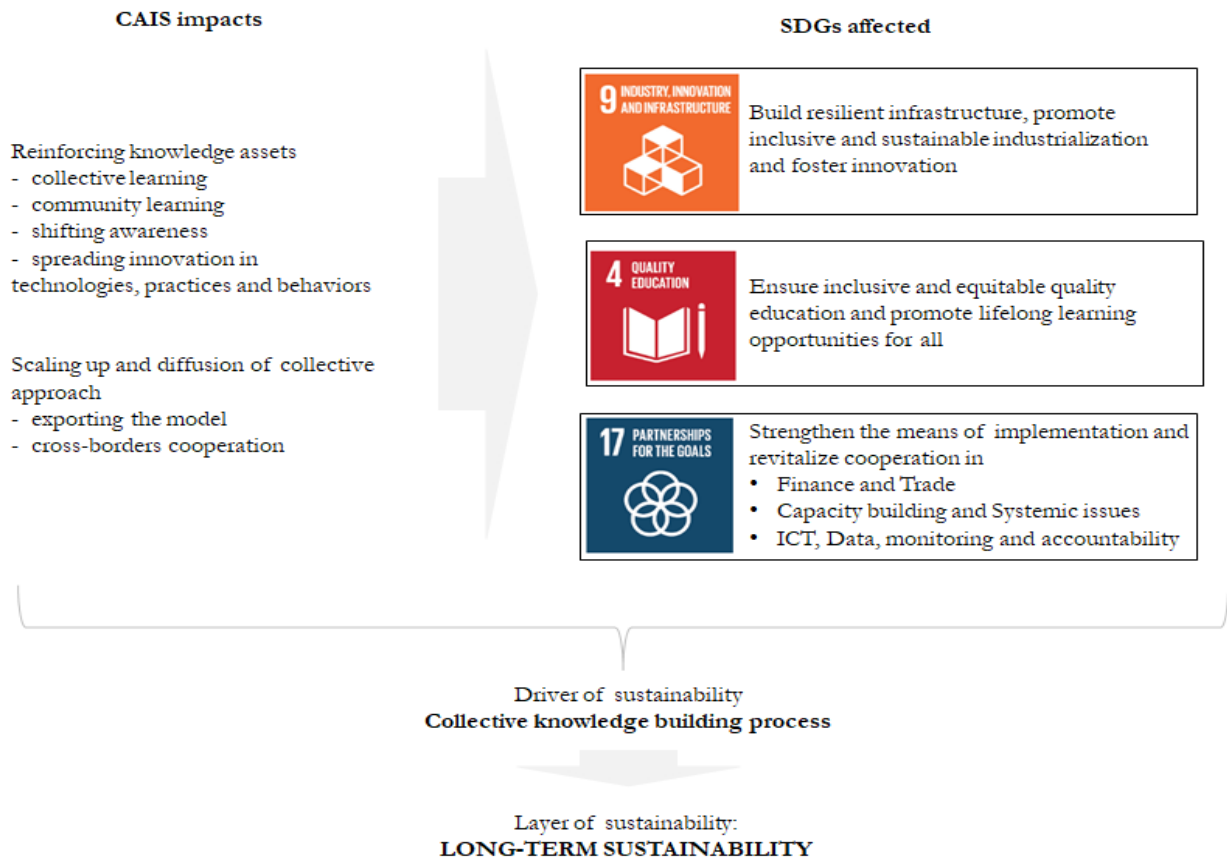 CAIS impacts
SDGs affected
Reinforcing knowledge assets
- collective learning
- community learning
- shifting awareness
- spreading innovation in
technologies, practices and behaviors
Scaling up and diffusion of collective
approach
- exporting the model
- cross-borders cooperation
9 INDUSTRY, INNOVATION
AND INFRASTRUCTURE
Build resilient infrastructure, promote
inclusive and sustainable industrialization
and foster innovation
4 QUALITY
EDUCATION
Ensure inclusive and equitable quality
education and promote lifelong learning
opportunities for all
17 PARTNERSHIPS
FOR THE GOALS
Strengthen the means of implementation and
revitalize cooperation in
• Finance and Trade
• Capacity building and Systemic issues
• ICT, Data, monitoring and accountability
Driver of sustainability
Collective knowledge building process
Layer of sustainability:
LONG-TERM SUSTAINABILITY